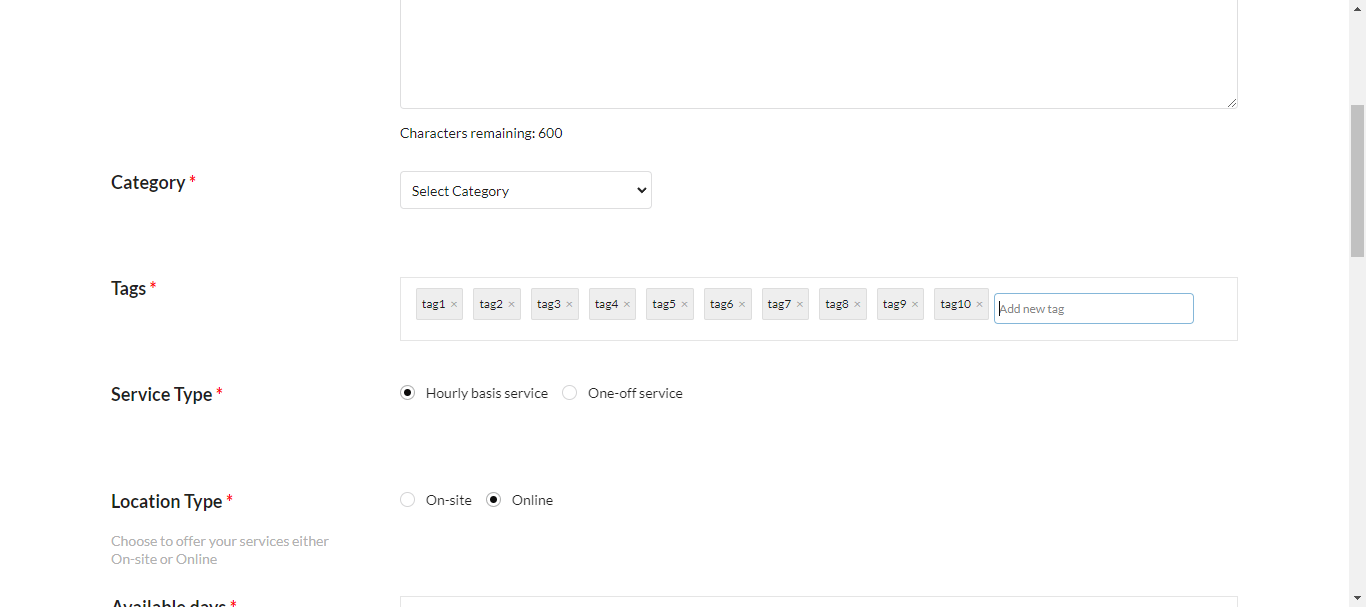 Characters remaining: 600
Category *
Select Category
Tags *
tag1 × tag2 × tag3 × tag4 × tag5 × tag6 × tag7 × tag8 × tag9 × tag10 × Add new tag
Service Type *
Hourly basis service One-off service
Location Type *
On-site Online
Choose to offer your services either
On-site or Online
Available days *